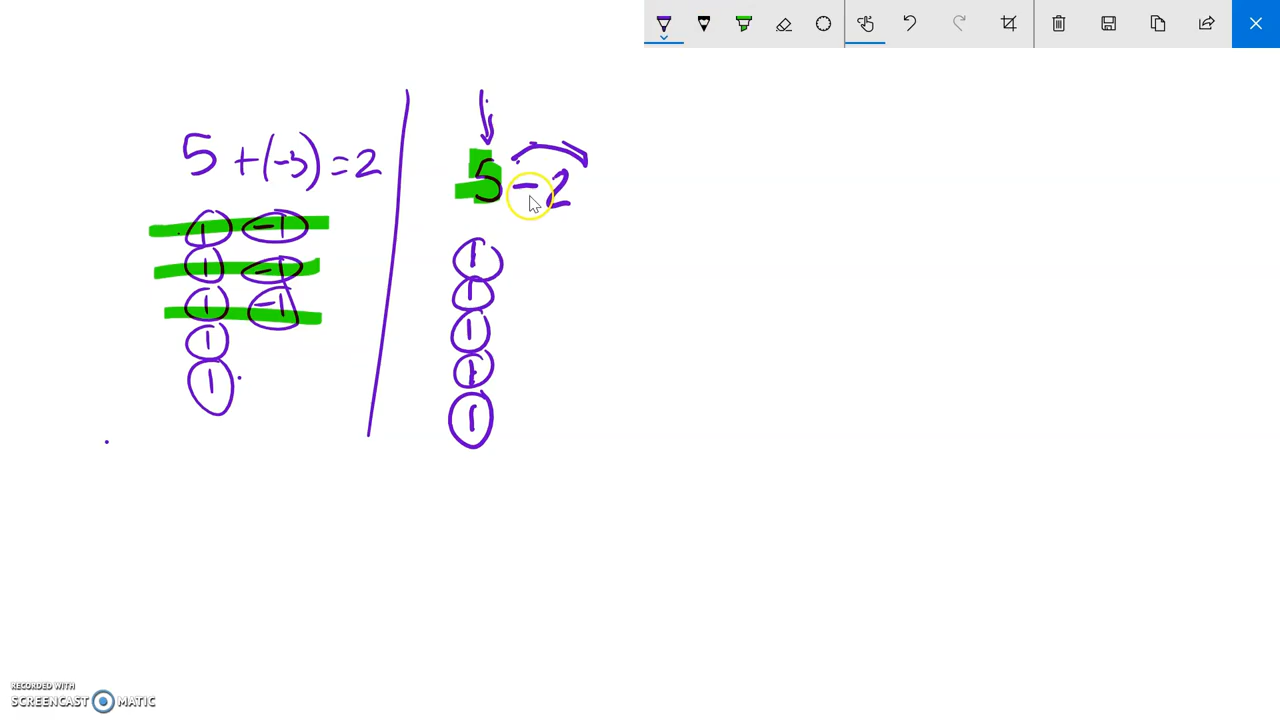 5 + (-3) = 2
1 -1
1 -1
1 -1
1
1
5 - 2
1
1
1
1
1
RECORDED WITH
SCREENCAST MATIC